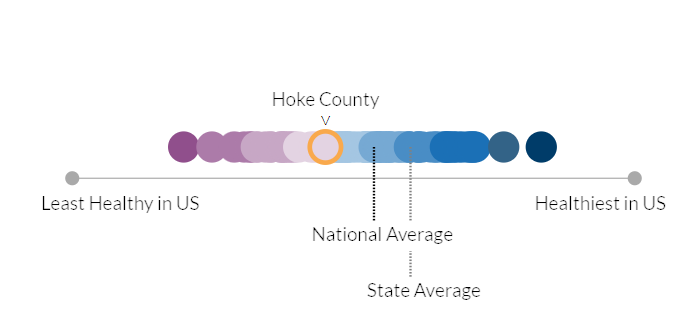 Hoke County
Least Healthy in US
Healthiest in US
National Average
State Average